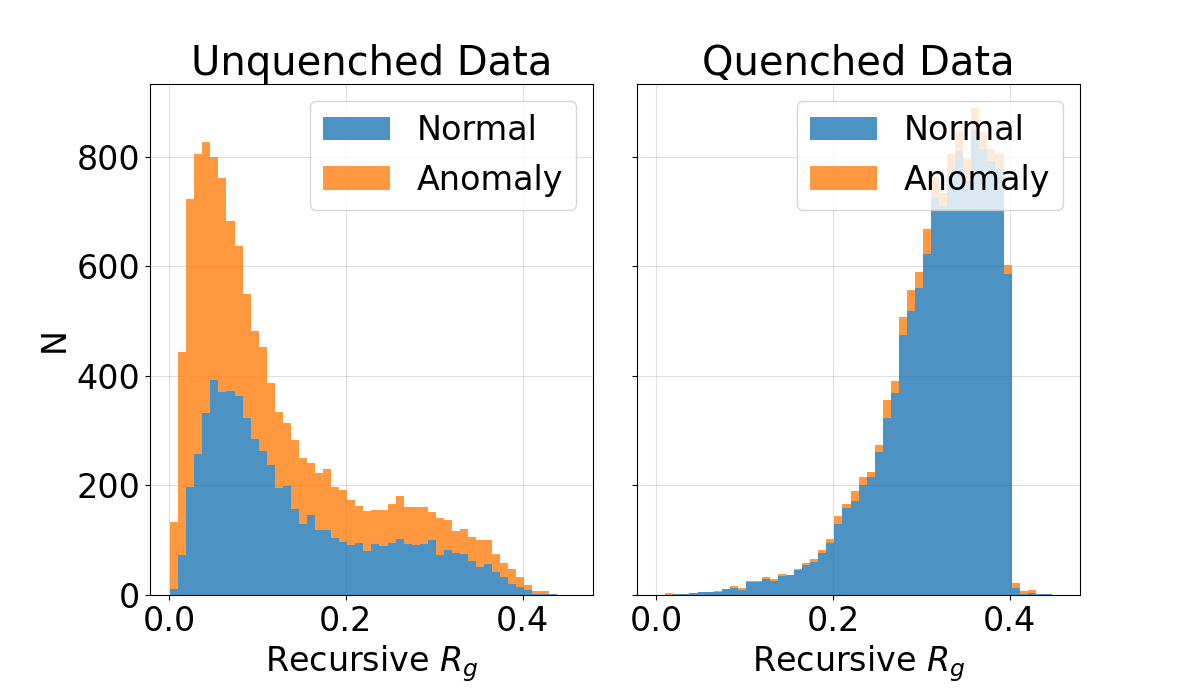 Unquenched Data
Quenched Data
Normal
Anomaly
Normal
Anomaly
N
800
600
400
200
0
0.0
0.2
0.4
0.0
0.2
0.4
Recursive $R_g$
Recursive $R_g$